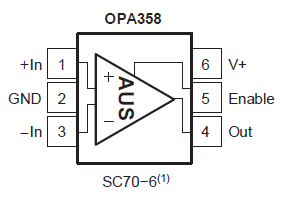 OPA358
+In 1 6 V+
GND 2 5 Enable
−In 3 4 Out
+
−
AUS
SC70−6(1)